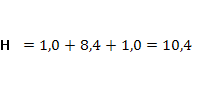 H = 1,0 + 8,4 + 1,0 = 10,4